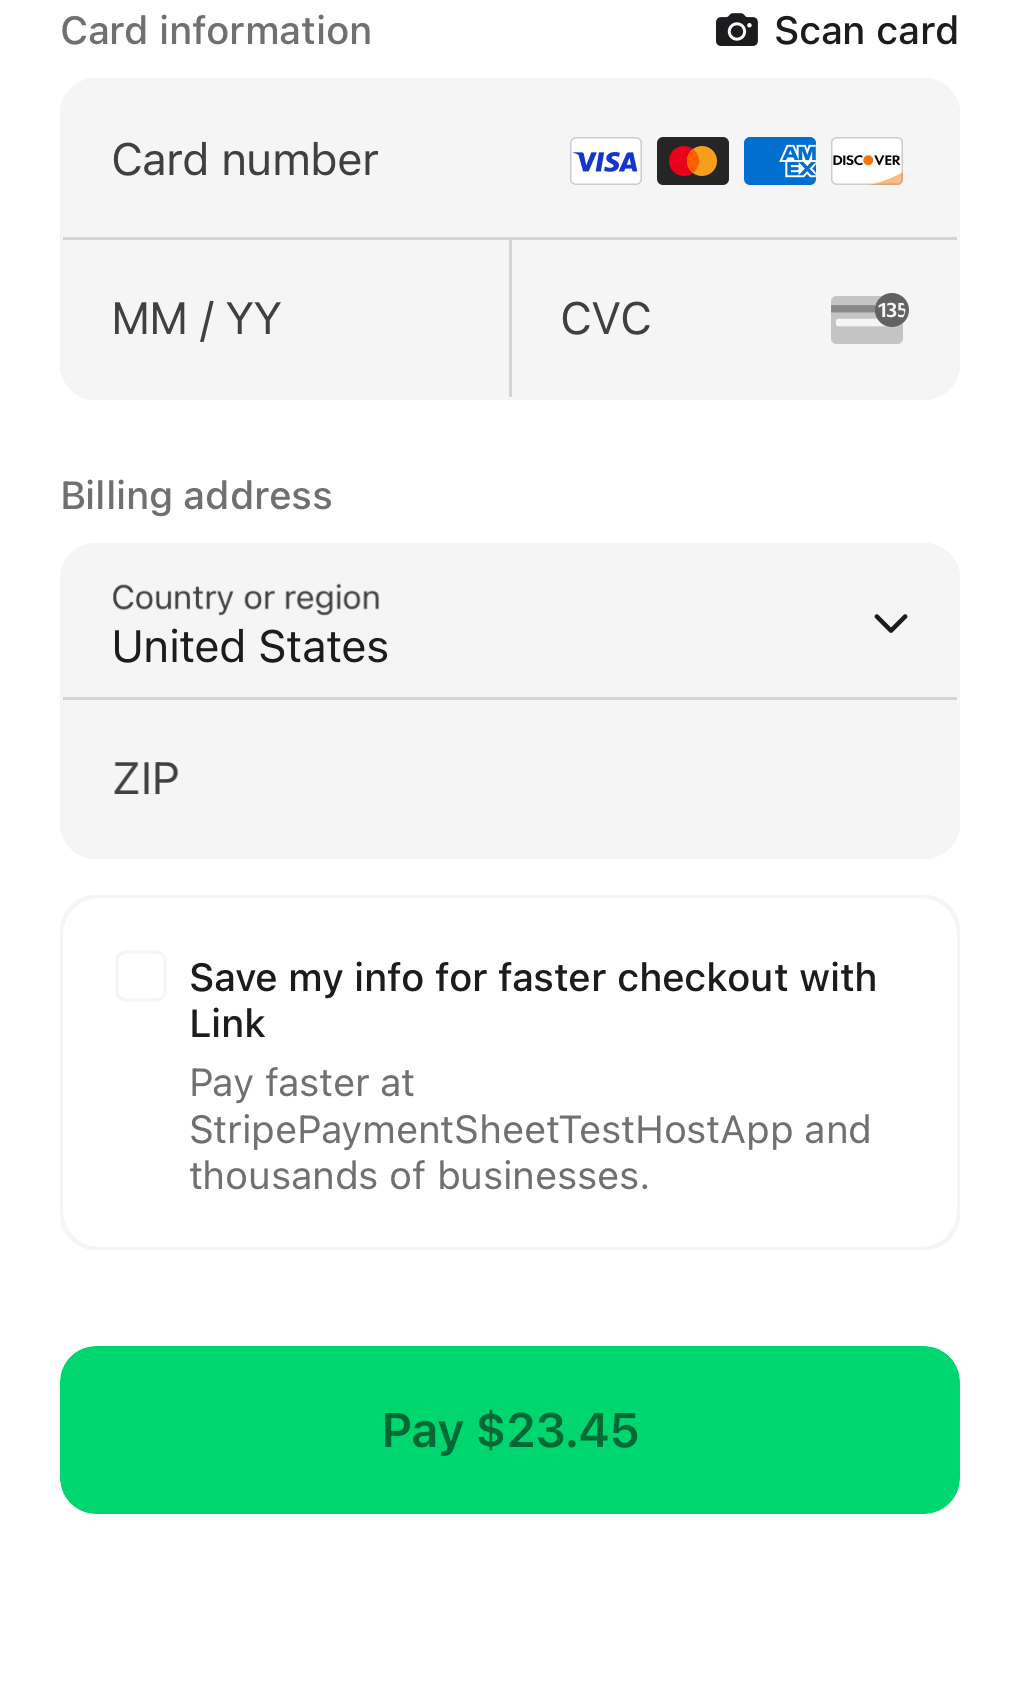 Card information
Scan card
Card number
VISA
AM
EX
DISCOVER
MM / YY
CVC
135
Billing address
Country or region
United States
ZIP
Save my info for faster checkout with
Link
Pay faster at
StripePaymentSheetTestHostApp and
thousands of businesses.
Pay $23.45